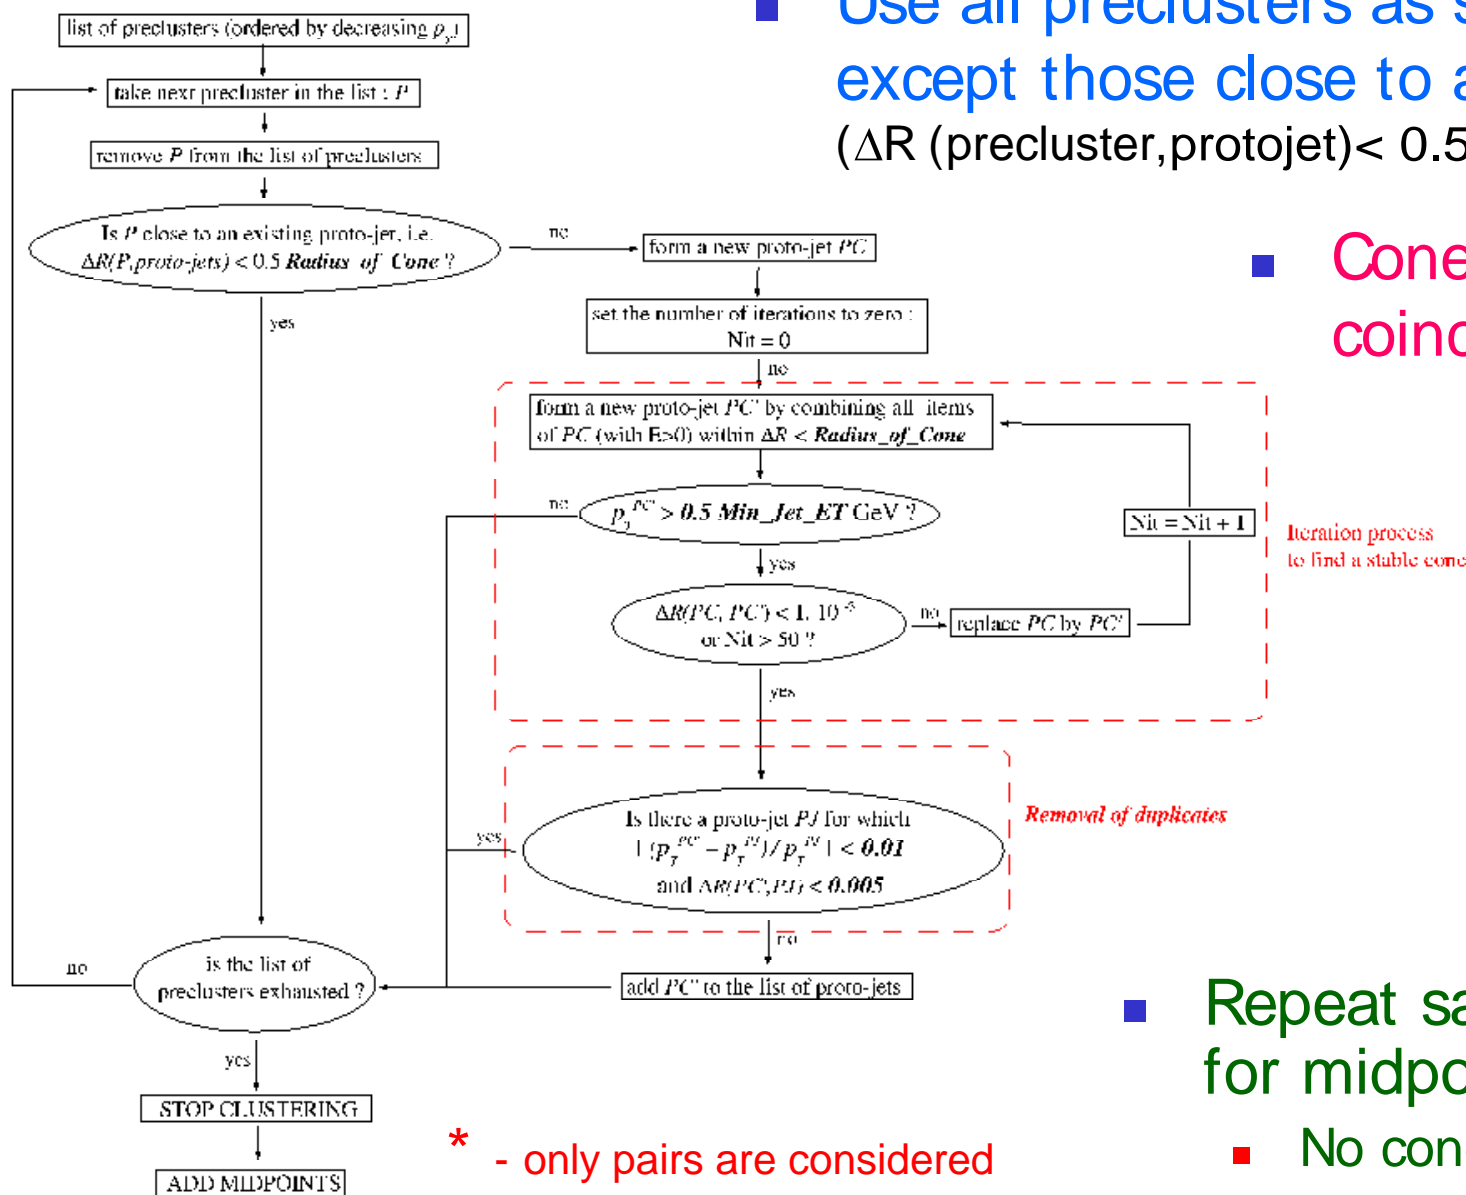 list of preclusters (ordered by decreasing pT)
take next precluster in the list : P
remove P from the list of preclusters
Is P close to an existing proto-jet, i.e.
ΔR(P,proto-jets) < 0.5 Radius_of_Cone ?
no
yes
form a new proto-jet PC
set the number of iterations to zero :
Nit = 0
no
form a new proto-jet PC' by combining all items
of PC (with E>0) within ΔR < Radius_of_Cone
no
pT^PC' > 0.5 Min_Jet_ET GeV ?
yes
ΔR(PC, PC') < 1. 10
or Nit > 50 ?
no
replace PC by PC'
Nit = Nit + 1
Iteration process
to find a stable cone
yes
Is there a proto-jet PJ for which
| (pT^PC' – pT^PJ) / pT^PJ | < 0.01
and ΔR(PC',PJ) < 0.005
yes
Removal of duplicates
no
add PC' to the list of proto-jets
is the list of
preclusters exhausted ?
no
yes
STOP CLUSTERING
ADD MIDPOINTS
Use all preclusters as s
except those close to a
(ΔR (precluster,protojet)< 0.5
Cone
coinc
Repeat sa
for midpo
No con
* - only pairs are considered